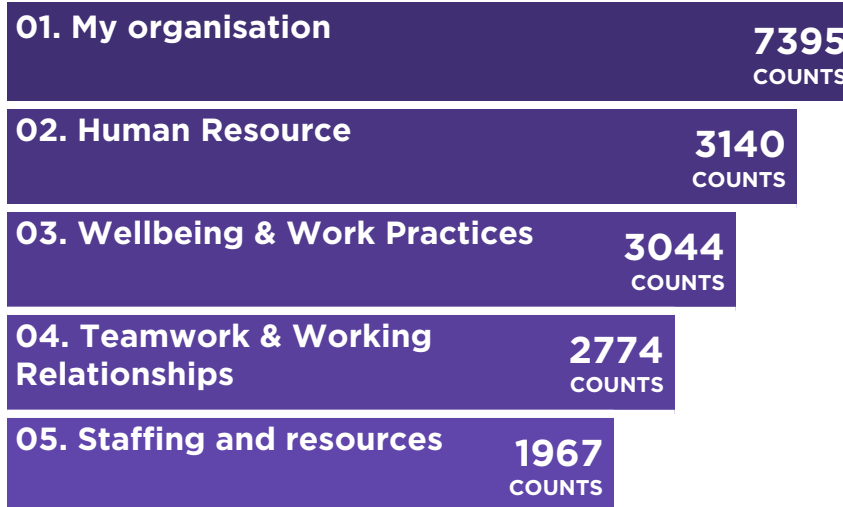 01. My organisation
7395
COUNTS
02. Human Resource
3140
COUNTS
03. Wellbeing & Work Practices
3044
COUNTS
04. Teamwork & Working
Relationships
2774
COUNTS
05. Staffing and resources
1967
COUNTS